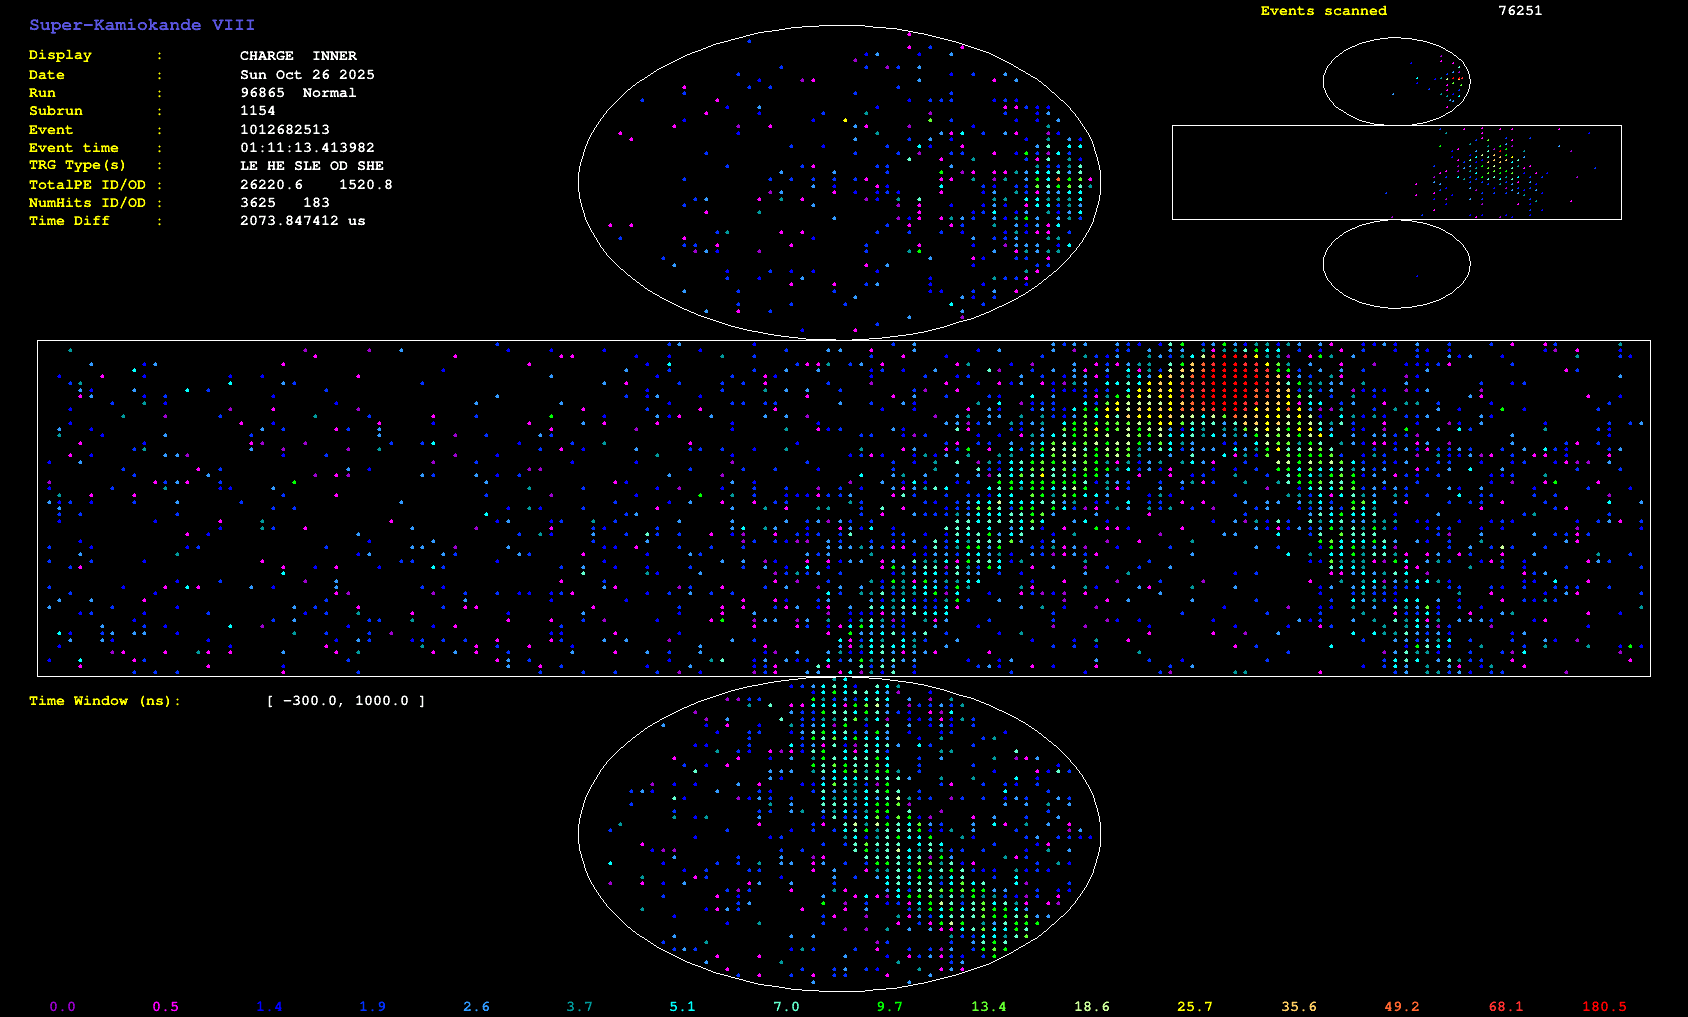 Super-Kamiokande VIII
Events scanned 76251
Display : CHARGE INNER
Date : Sun Oct 26 2025
Run : 96865 Normal
Subrun : 1154
Event : 1012682513
Event time : 01:11:13.413982
TRG Type(s) : LE HE SLE OD SHE
TotalPE ID/OD : 26220.6 1520.8
NumHits ID/OD : 3625 183
Time Diff : 2073.847412 us
Time Window (ns): [ -300.0, 1000.0 ]
0.0 0.5 1.4 1.9 2.6 3.7 5.1 7.0 9.7 13.4 18.6 25.7 35.6 49.2 68.1 180.5